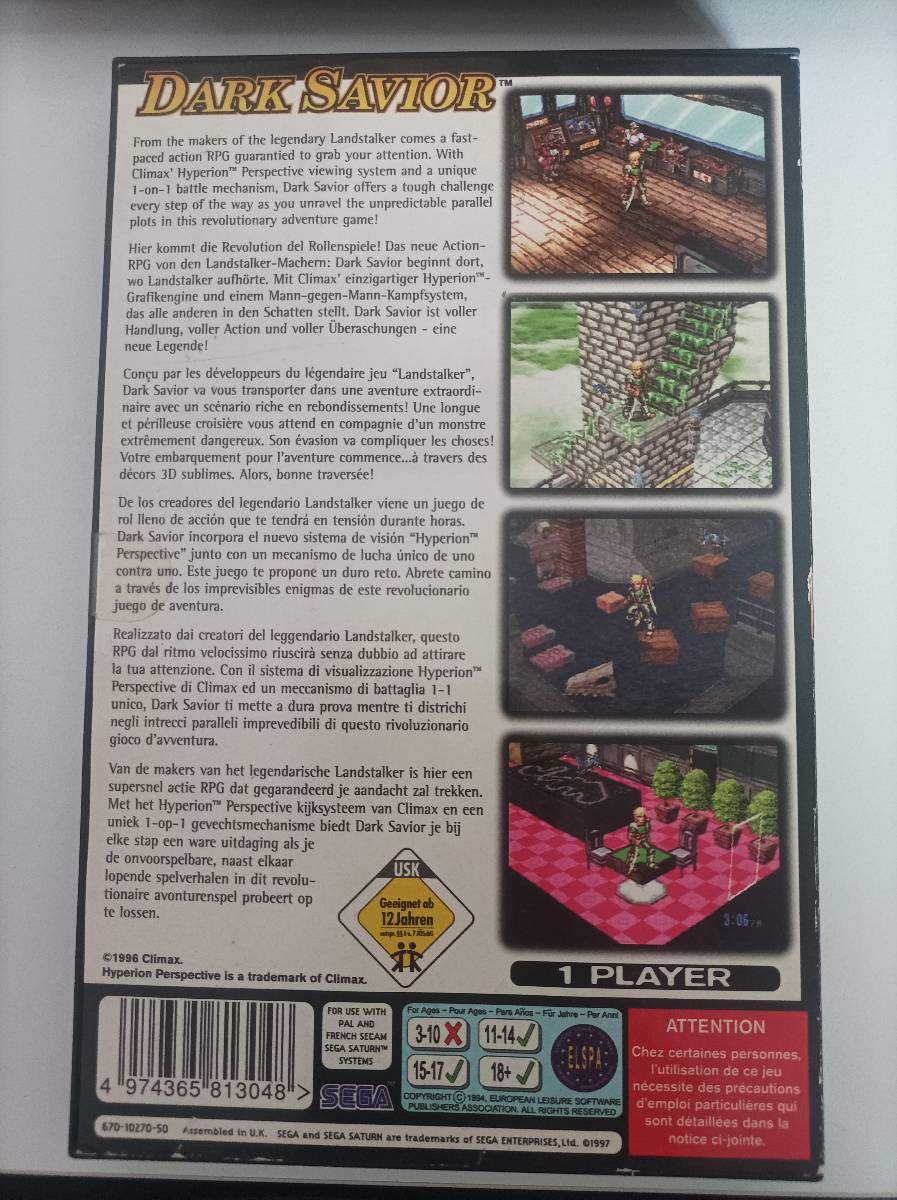 DARK SAVIOR™
From the makers of the legendary Landstalker comes a fast-
paced action RPG guarantied to grab your attention. With
Climax' Hyperion™ Perspective viewing system and a unique
1-on-1 battle mechanism, Dark Savior offers a tough challenge
every step of the way as you unravel the unpredictable parallel
plots in this revolutionary adventure game!
Hier kommt die Revolution del Rollenspiele! Das neue Action-
RPG von den Landstalker-Machern: Dark Savior beginnt dort,
wo Landstalker aufhörte. Mit Climax' einzigartiger Hyperion™-
Grafikengine und einem Mann-gegen-Mann-Kampfsystem,
das alle anderen in den Schatten stellt. Dark Savior ist voller
Handlung, voller Action und voller Überaschungen - eine
neue Legende!
Conçu par les développeurs du légendaire jeu "Landstalker",
Dark Savior va vous transporter dans une aventure extraordi-
naire avec un scénario riche en rebondissements! Une longue
et périlleuse croisière vous attend en compagnie d'un monstre
extrêmement dangereux. Son évasion va compliquer les choses!
Votre embarquement pour l'aventure commence...à travers des
décors 3D sublimes. Alors, bonne traversée!
De los creadores del legendario Landstalker viene un juego de
rol lleno de acción que te tendrá en tensión durante horas.
Dark Savior incorpora el nuevo sistema de visión "Hyperion™
Perspective" junto con un mecanismo de lucha único de uno
contra uno. Este juego te propone un duro reto. Abrete camino
a través de los imprevisibles enigmas de este revolucionario
juego de aventura.
Realizzato dai creatori del leggendario Landstalker, questo
RPG dal ritmo velocissimo riuscirà senza dubbio ad attirare
la tua attenzione. Con il sistema di visualizzazione Hyperion™
Perspective di Climax ed un meccanismo di battaglia 1-1
unico, Dark Savior ti mette a dura prova mentre ti districhi
negli intrecci paralleli imprevedibili di questo rivoluzionario
gioco d'avventura.
Van de makers van het legendarische Landstalker is hier een
supersnel actie RPG dat gegarandeerd je aandacht zal trekken.
Met het Hyperion™ Perspective kijksysteem van Climax en een
uniek 1-op-1 gevechtsmechanisme biedt Dark Savior je bij
elke stap een ware uitdaging als je
de onvoorspelbare, naast elkaar
lopende spelverhalen in dit revolu-
tionaire avonturenspel probeert op
te lossen.
USK
Geeignet ab
12 Jahren
©1996 Climax.
Hyperion Perspective is a trademark of Climax.
3:06
1 PLAYER
4 974365 813048 >
FOR USE WITH
PAL AND
FRENCH SECAM
SEGA SATURN™
SYSTEMS
SEGA™
For Ages - Pour Ages - Para Años - Für Jahre - Per Anni
3-10 11-14
15-17 18+
ELSPA
COPYRIGHT © 1994, EUROPEAN LEISURE SOFTWARE
PUBLISHERS ASSOCIATION. ALL RIGHTS RESERVED
ATTENTION
Chez certaines personnes,
l'utilisation de ce jeu
nécessite des précautions
d'emploi particulières qui
sont détaillées dans la
notice ci-jointe.
670-10270-50 Assembled in U.K. SEGA and SEGA SATURN are trademarks of SEGA ENTERPRISES, Ltd. ©1997